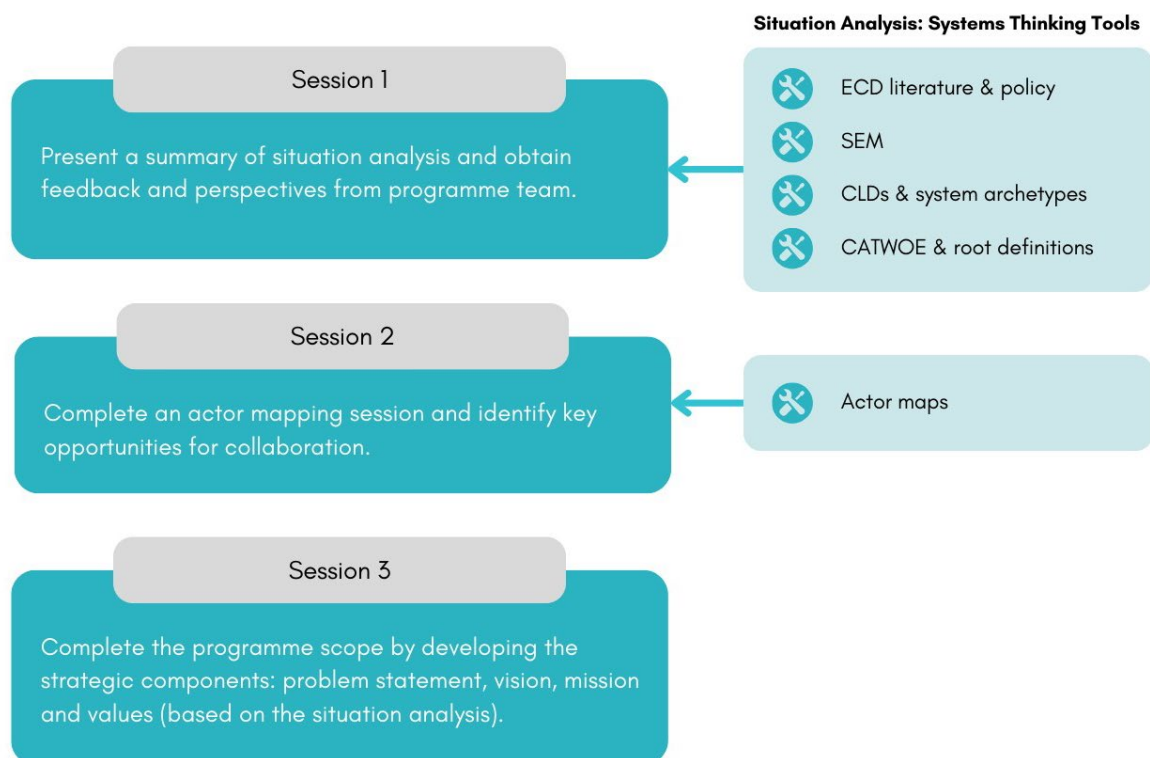 Situation Analysis: Systems Thinking Tools
Session 1
Present a summary of situation analysis and obtain
feedback and perspectives from programme team.
ECD literature & policy
SEM
CLDs & system archetypes
CATWOE & root definitions
Session 2
Complete an actor mapping session and identify key
opportunities for collaboration.
Actor maps
Session 3
Complete the programme scope by developing the
strategic components: problem statement, vision, mission
and values (based on the situation analysis).